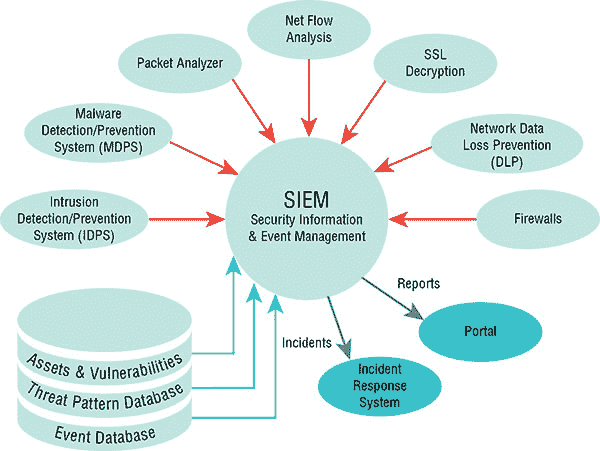 Net Flow
Analysis
Packet Analyzer
SSL
Decryption
Malware
Detection/Prevention
System (MDPS)
Network Data
Loss Prevention
(DLP)
SIEM
Security Information
& Event Management
Intrusion
Detection/Prevention
System (IDPS)
Firewalls
Reports
Portal
Incidents
Incident
Response
System
Assets & Vulnerabilities
Threat Pattern Database
Event Database